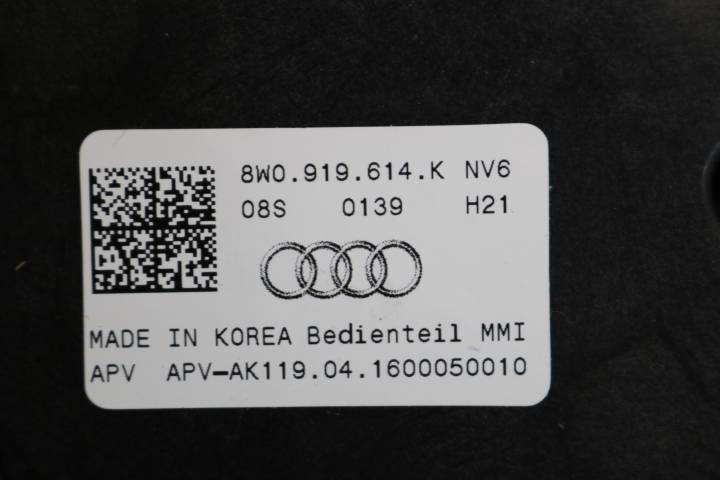 8W0.919.614.K NV6
08S 0139 H21
MADE IN KOREA Bedienteil MMI
APV APV-AK119.04.1600050010